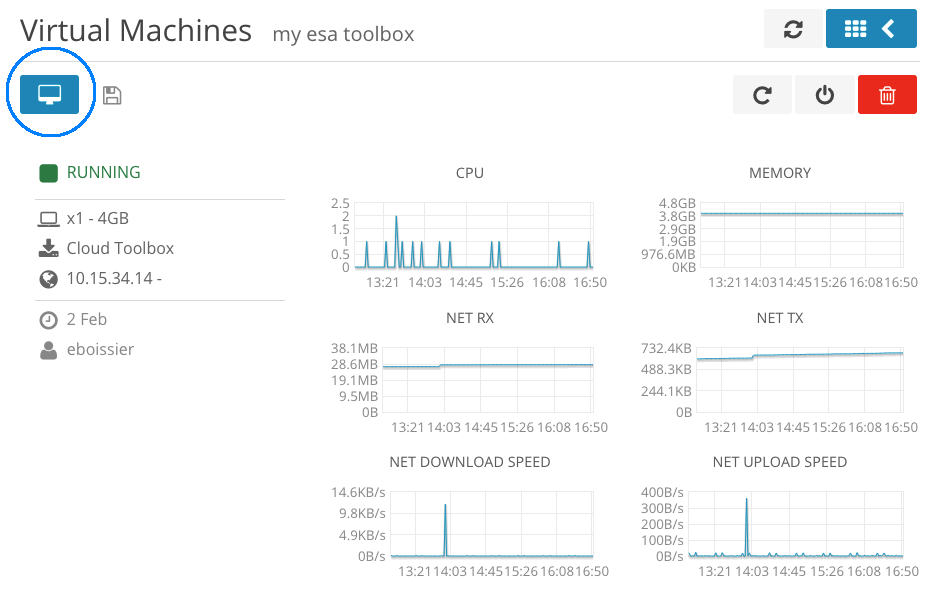 Virtual Machines my esa toolbox
RUNNING
x1 - 4GB
Cloud Toolbox
10.15.34.14 -
2 Feb
eboissier
CPU
2.5
2
1.5
1
0.5
0
13:21 14:03 14:45 15:26 16:08 16:50
MEMORY
4.8GB
3.8GB
2.9GB
1.9GB
976.6MB
0KB
13:21 14:03 14:45 15:26 16:08 16:50
NET RX
38.1MB
28.6MB
19.1MB
9.5MB
0B
13:21 14:03 14:45 15:26 16:08 16:50
NET TX
732.4KB
488.3KB
244.1KB
0B
13:21 14:03 14:45 15:26 16:08 16:50
NET DOWNLOAD SPEED
14.6KB/s
9.8KB/s
4.9KB/s
0B/s
13:21 14:03 14:45 15:26 16:08 16:50
NET UPLOAD SPEED
400B/s
300B/s
200B/s
100B/s
0B/s
13:21 14:03 14:45 15:26 16:08 16:50